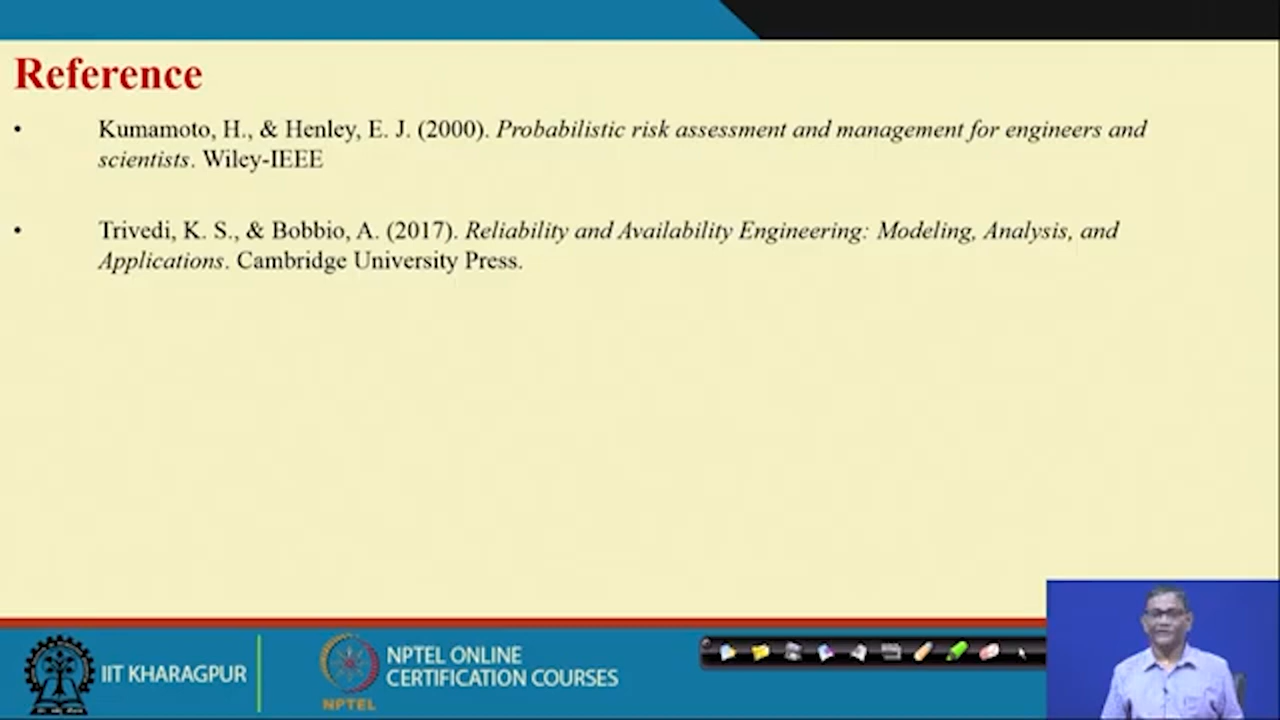 Reference
• Kumamoto, H., & Henley, E. J. (2000). Probabilistic risk assessment and management for engineers and
scientists. Wiley-IEEE
• Trivedi, K. S., & Bobbio, A. (2017). Reliability and Availability Engineering: Modeling, Analysis, and
Applications. Cambridge University Press.
IIT KHARAGPUR
NPTEL
NPTEL ONLINE
CERTIFICATION COURSES